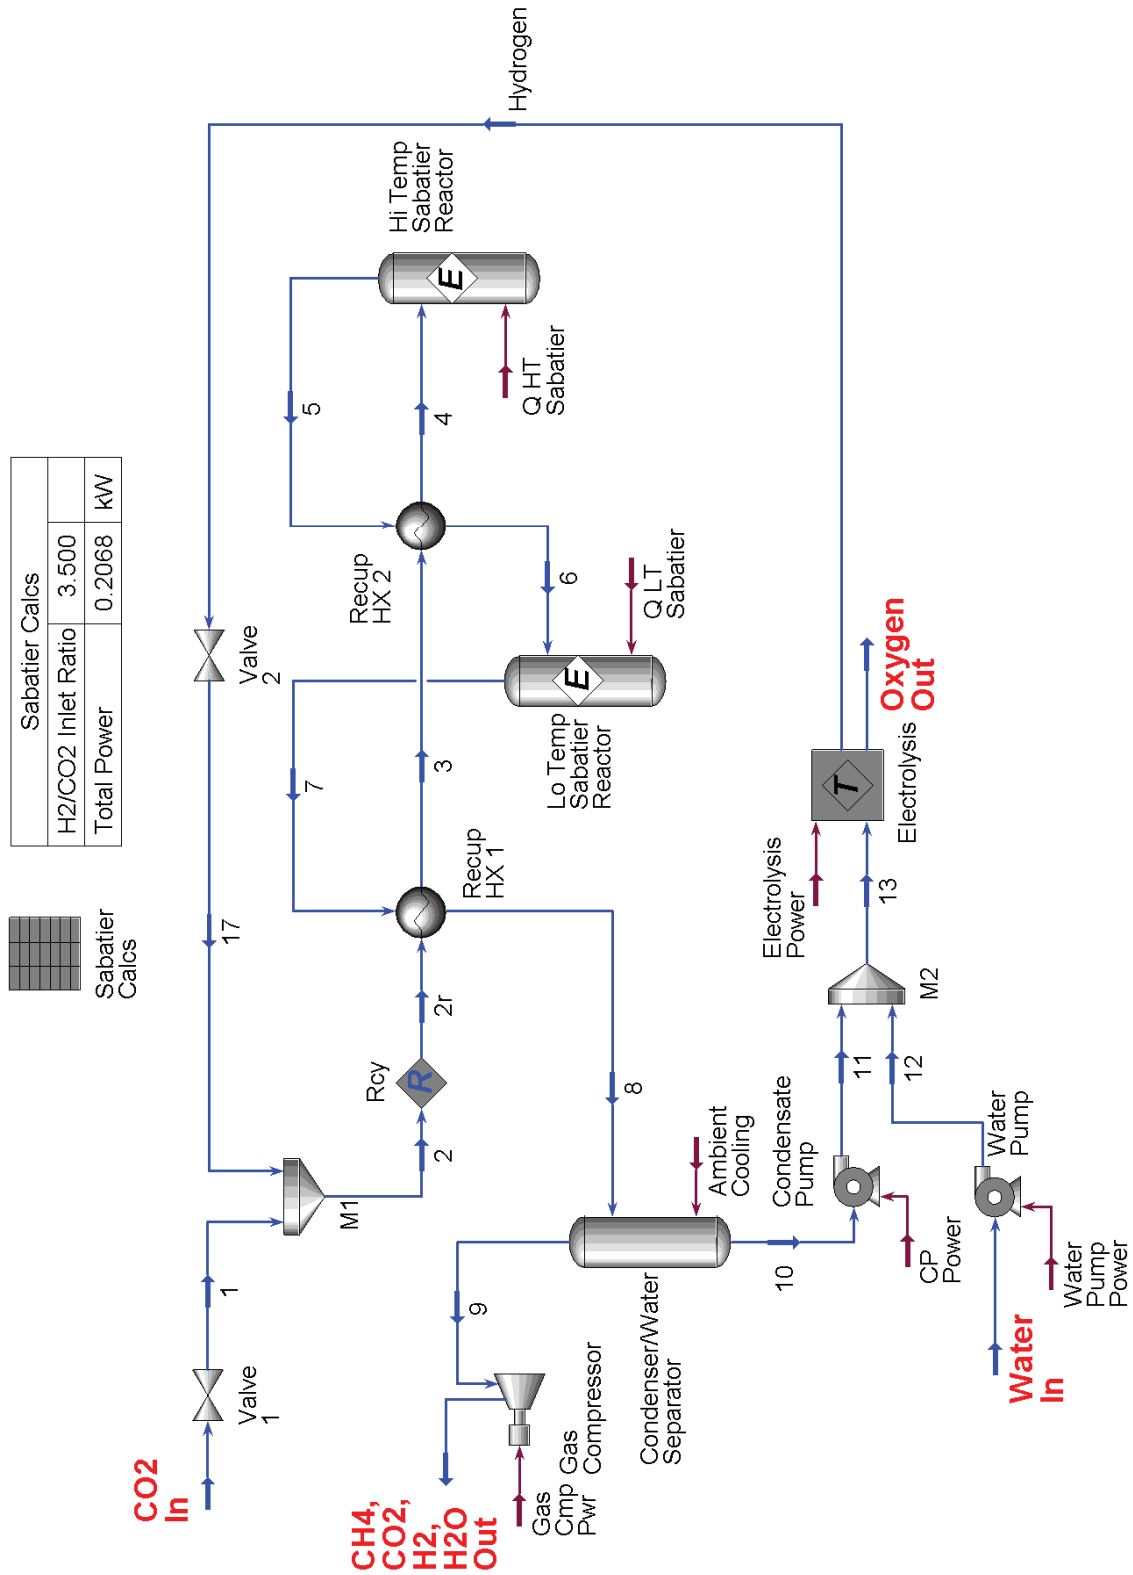 Sabatier Calcs
H2/CO2 Inlet Ratio 3.500
Total Power 0.2068 kW
Sabatier
Calcs
CO2
In
Valve
1
1
M1
17
Valve
2
Hydrogen
2
Rcy
R
2r
Recup
HX 1
3
Recup
HX 2
4
5
Hi Temp
Sabatier
Reactor
E
Q HT
Sabatier
6
Lo Temp
Sabatier
Reactor
E
Q LT
Sabatier
7
8
CH4,
CO2,
H2,
H2O
Out
Gas
Cmp
Pwr
Gas
Compressor
9
Condenser/Water
Separator
Ambient
Cooling
10
Condensate
Pump
CP
Power
11
Water
In
Water
Pump
Power
Water
Pump
12
M2
13
Electrolysis
Power
T
Electrolysis
Oxygen
Out